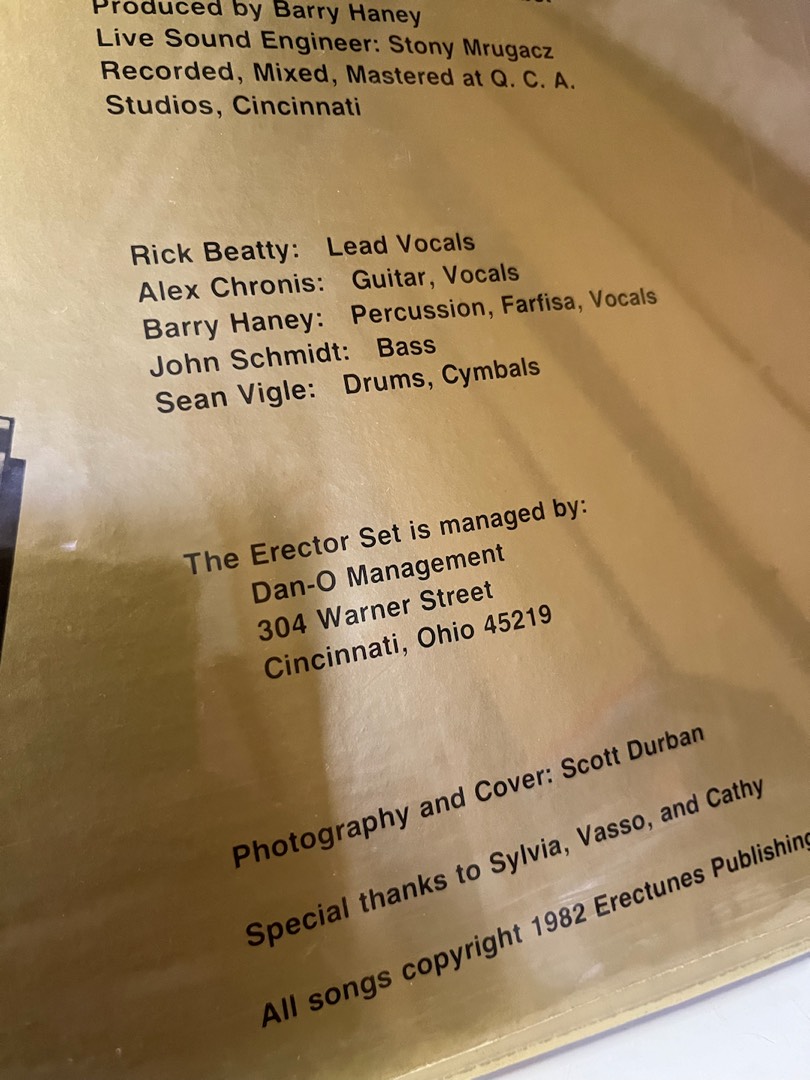 Produced by Barry Haney
Live Sound Engineer: Stony Mrugacz
Recorded, Mixed, Mastered at Q. C. A.
Studios, Cincinnati
Rick Beatty: Lead Vocals
Alex Chronis: Guitar, Vocals
Barry Haney: Percussion, Farfisa, Vocals
John Schmidt: Bass
Sean Vigle: Drums, Cymbals
The Erector Set is managed by:
Dan-O Management
304 Warner Street
Cincinnati, Ohio 45219
Photography and Cover: Scott Durban
Special thanks to Sylvia, Vasso, and Cathy
All songs copyright 1982 Erectunes Publishing